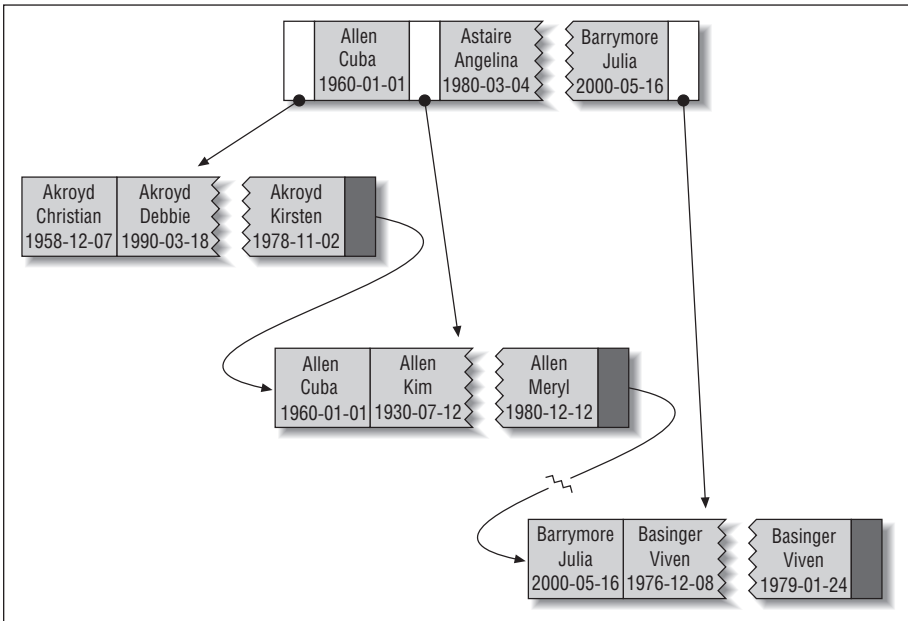 Allen
Cuba
1960-01-01
Astaire
Angelina
1980-03-04
Barrymore
Julia
2000-05-16
Akroyd
Christian
1958-12-07
Akroyd
Debbie
1990-03-18
Akroyd
Kirsten
1978-11-02
Allen
Cuba
1960-01-01
Allen
Kim
1930-07-12
Allen
Meryl
1980-12-12
Barrymore
Julia
2000-05-16
Basinger
Viven
1976-12-08
Basinger
Viven
1979-01-24